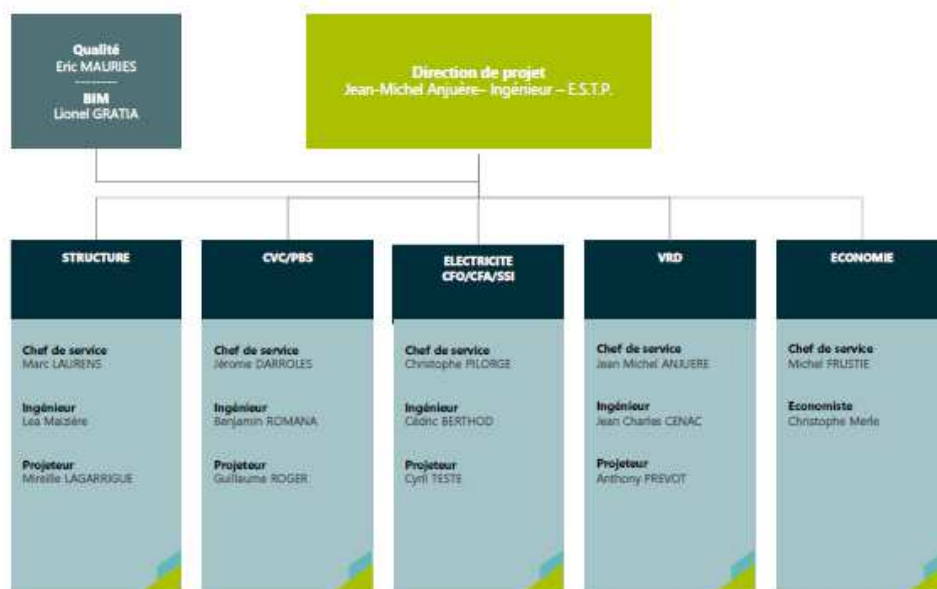 Qualité
Eric MAURIES
----------
BIM
Lionel GRATIA
Direction de projet
Jean-Michel Anjuère– Ingénieur – E.S.T.P.
STRUCTURE
Chef de service
Marc LAURENS
Ingénieur
Lea
Projeteur
Mireille LAGARRIGUE
CVC/PBS
Chef de service
Jérome DARROLES
Ingénieur
Benjamin ROMANA
Projeteur
Guillaume ROGER
ELECTRICITE
CFO/CFA/SSI
Chef de service
Christophe PILORGE
Ingénieur
Cédric BERTHOD
Projeteur
Cyril TESTE
VRD
Chef de service
Jean Michel ANJUERE
Ingénieur
Jean Charles CENAC
Projeteur
Anthony PREVOT
ECONOMIE
Chef de service
Michel FRUSTIE
Economiste
Christophe Merle